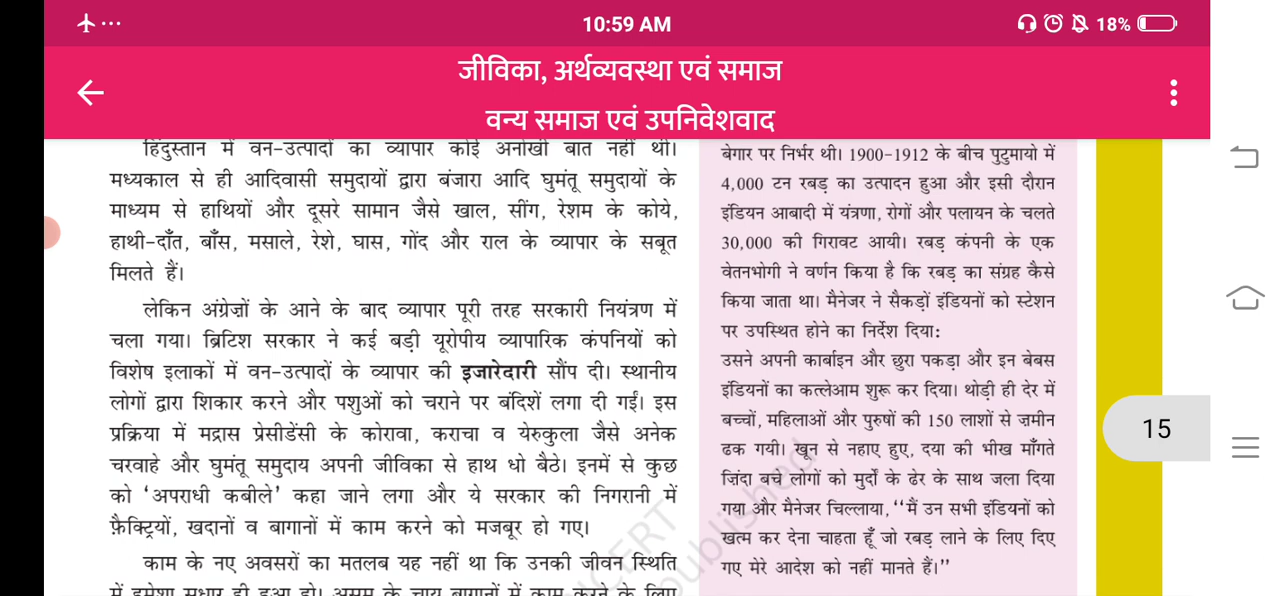 10:59 AM
18%
जीविका, अर्थव्यवस्था एवं समाज
वन्य समाज एवं उपनिवेशवाद
हिंदुस्तान में वन-उत्पादों का व्यापार कोई अनोखी बात नहीं थी।
मध्यकाल से ही आदिवासी समुदायों द्वारा बंजारा आदि घुमंतू समुदायों के
माध्यम से हाथियों और दूसरे सामान जैसे खाल, सींग, रेशम के कोये,
हाथी-दाँत, बाँस, मसाले, रेशे, घास, गोंद और राल के व्यापार के सबूत
मिलते हैं।
लेकिन अंग्रेज़ों के आने के बाद व्यापार पूरी तरह सरकारी नियंत्रण में
चला गया। ब्रिटिश सरकार ने कई बड़ी यूरोपीय व्यापारिक कंपनियों को
विशेष इलाकों में वन-उत्पादों के व्यापार की इजारेदारी सौंप दी। स्थानीय
लोगों द्वारा शिकार करने और पशुओं को चराने पर बंदिशें लगा दी गईं। इस
प्रक्रिया में मद्रास प्रेसीडेंसी के कोरावा, कराचा व येरुकुला जैसे अनेक
चरवाहे और घुमंतू समुदाय अपनी जीविका से हाथ धो बैठे। इनमें से कुछ
को ‘अपराधी कबीले’ कहा जाने लगा और ये सरकार की निगरानी में
फ़ैक्ट्रियों, खदानों व बागानों में काम करने को मजबूर हो गए।
काम के नए अवसरों का मतलब यह नहीं था कि उनकी जीवन स्थिति
में हमेशा सुधार ही हुआ हो। असम के चाय बागानों में काम करने के लिए
बेगार पर निर्भर थी। 1900-1912 के बीच पुटुमायो में
4,000 टन रबड़ का उत्पादन हुआ और इसी दौरान
इंडियन आबादी में यंत्रणा, रोगों और पलायन के चलते
30,000 की गिरावट आयी। रबड़ कंपनी के एक
वेतनभोगी ने वर्णन किया है कि रबड़ का संग्रह कैसे
किया जाता था। मैनेजर ने सैकड़ों इंडियनों को स्टेशन
पर उपस्थित होने का निर्देश दिया:
उसने अपनी कार्बाइन और छुरा पकड़ा और इन बेबस
इंडियनों का कत्लेआम शुरू कर दिया। थोड़ी ही देर में
बच्चों, महिलाओं और पुरुषों की 150 लाशों से ज़मीन
ढक गयी। खून से नहाए हुए, दया की भीख माँगते
जिंदा बचे लोगों को मुर्दों के ढेर के साथ जला दिया
गया और मैनेजर चिल्लाया, ‘‘मैं उन सभी इंडियनों को
खत्म कर देना चाहता हूँ जो रबड़ लाने के लिए दिए
गए मेरे आदेश को नहीं मानते हैं।’’
15
NCERT
published